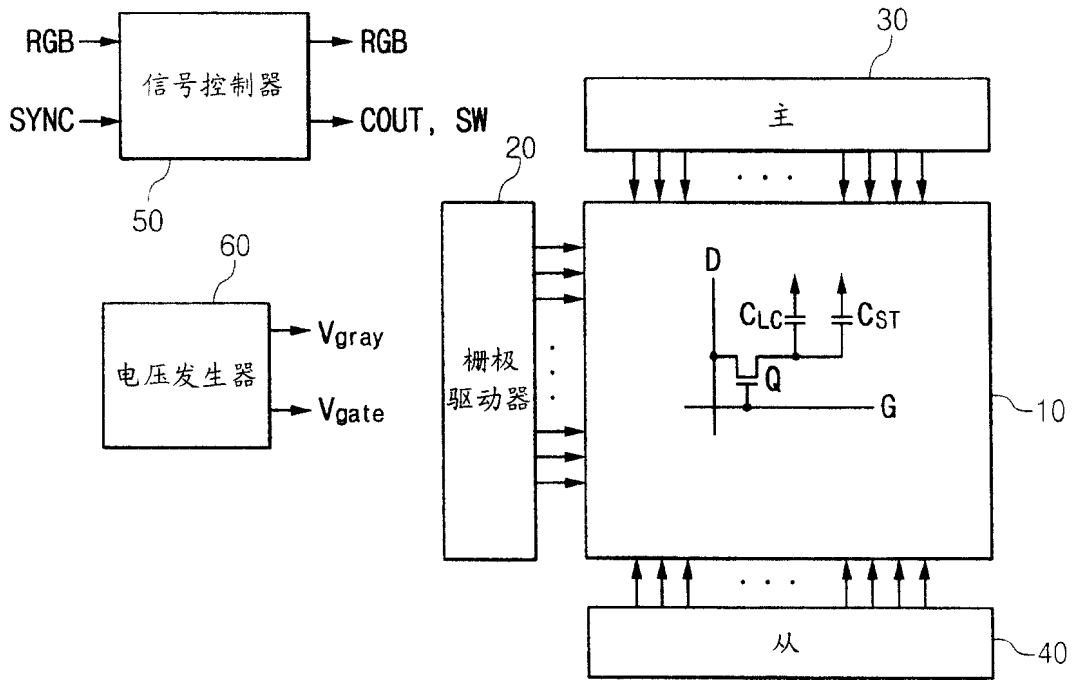 RGB
信号控制器
RGB
SYNC
COUT, SW
50
30
主
20
栅极
驱动器
60
电压发生器
Vgray
Vgate
D
CLC
CST
Q
G
10
从
40